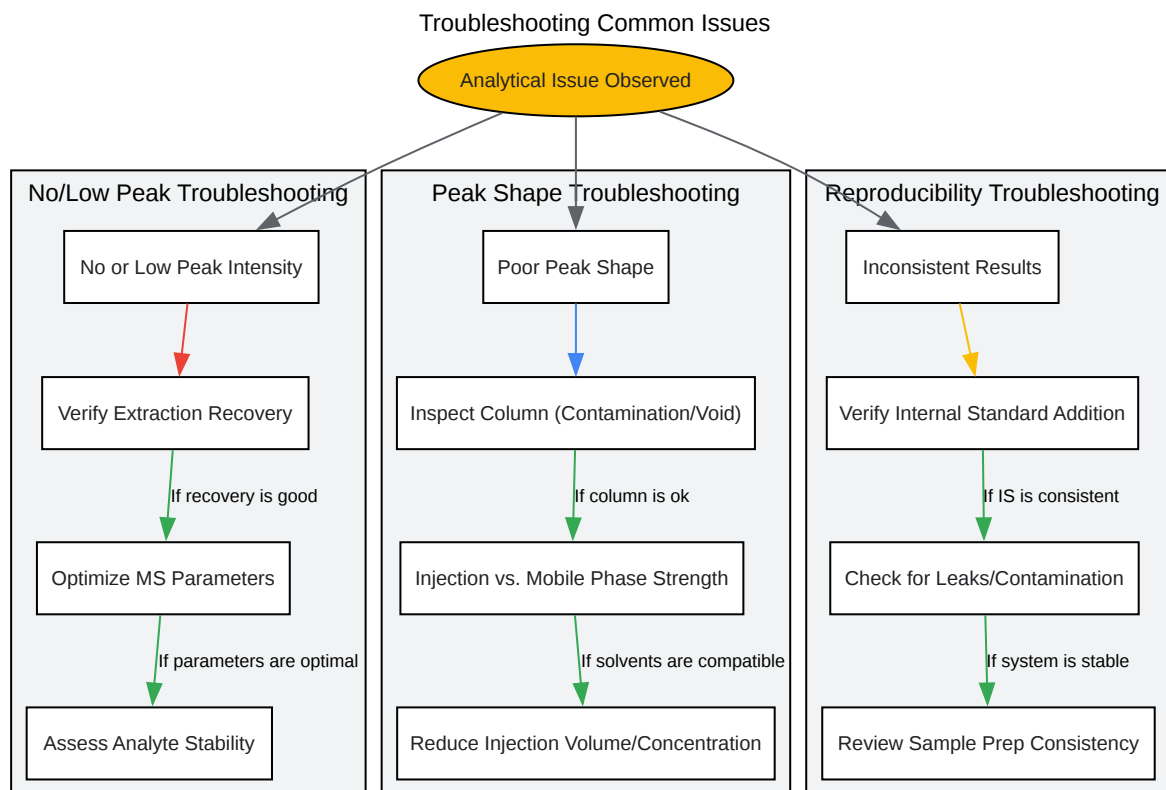 Troubleshooting Common Issues
Analytical Issue Observed
No/Low Peak Troubleshooting
No or Low Peak Intensity
Verify Extraction Recovery
If recovery is good
Optimize MS Parameters
If parameters are optimal
Assess Analyte Stability
Peak Shape Troubleshooting
Poor Peak Shape
Inspect Column (Contamination/Void)
If column is ok
Injection vs. Mobile Phase Strength
If solvents are compatible
Reduce Injection Volume/Concentration
Reproducibility Troubleshooting
Inconsistent Results
Verify Internal Standard Addition
If IS is consistent
Check for Leaks/Contamination
If system is stable
Review Sample Prep Consistency